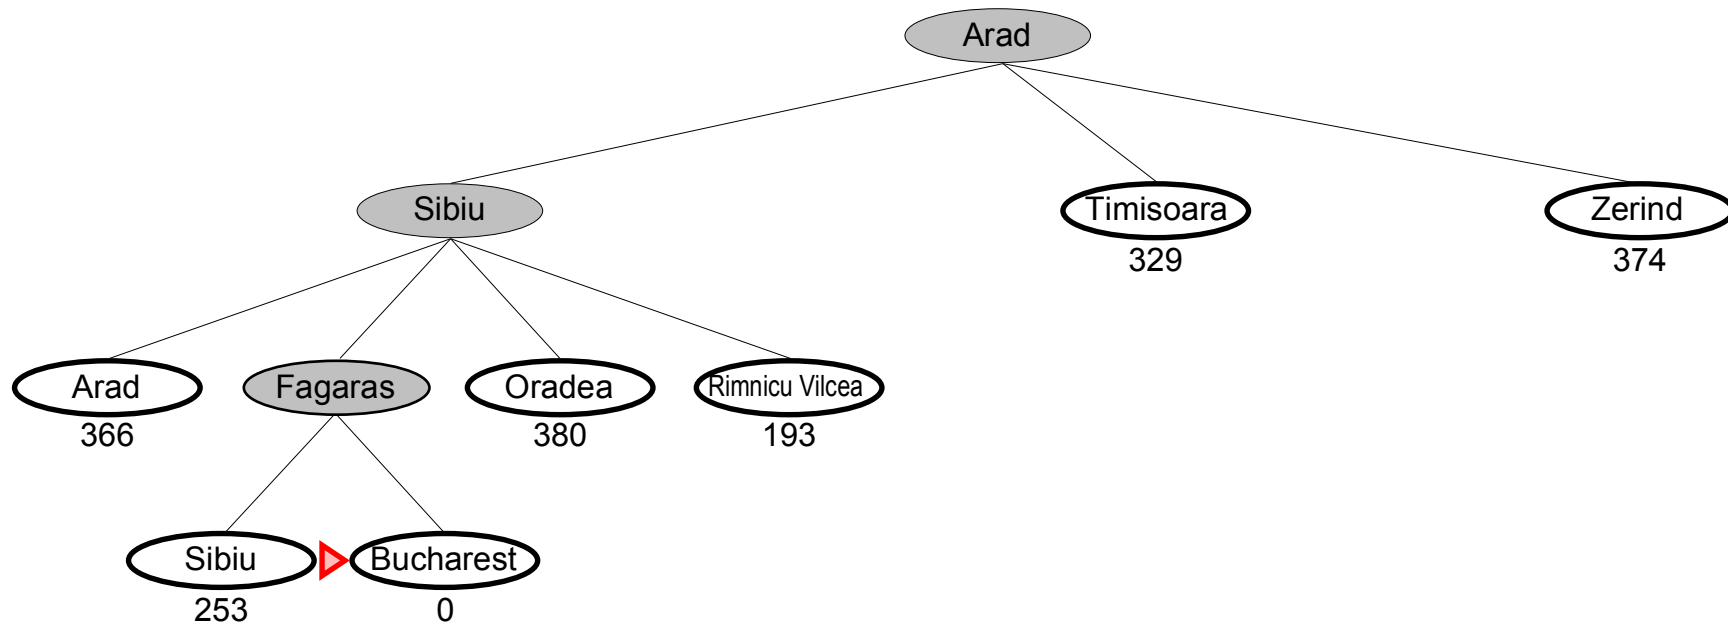 Arad
Sibiu
Timisoara
Zerind
329
374
Arad
Fagaras
Oradea
Rimnicu Vilcea
366
380
193
Sibiu
Bucharest
253
0